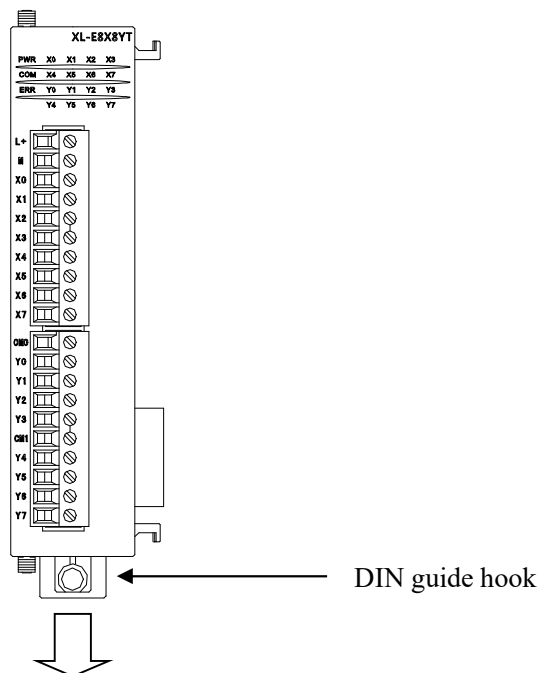 XL-E8X8YT
PWR X0 X1 X2 X3
COM X4 X5 X6 X7
ERR Y0 Y1 Y2 Y3
Y4 Y5 Y6 Y7
L+
M
X0
X1
X2
X3
X4
X5
X6
X7
CM0
Y0
Y1
Y2
Y3
CM1
Y4
Y5
Y6
Y7
DIN guide hook